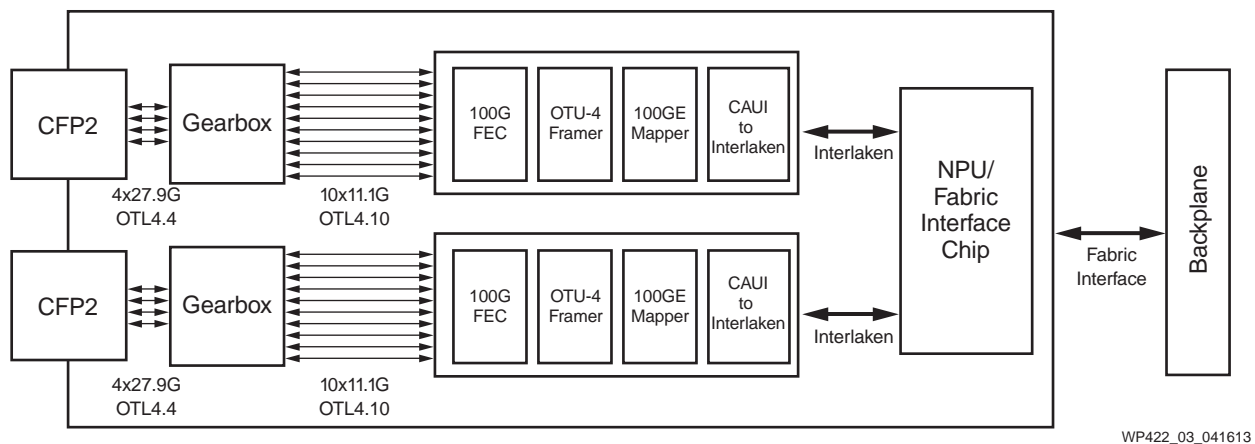 CFP2
4x27.9G
OTL4.4
Gearbox
10x11.1G
OTL4.10
100G
FEC
OTU-4
Framer
100GE
Mapper
CAUI
to
Interlaken
Interlaken
CFP2
4x27.9G
OTL4.4
Gearbox
10x11.1G
OTL4.10
100G
FEC
OTU-4
Framer
100GE
Mapper
CAUI
to
Interlaken
Interlaken
NPU/
Fabric
Interface
Chip
Fabric
Interface
Backplane
WP422_03_041613